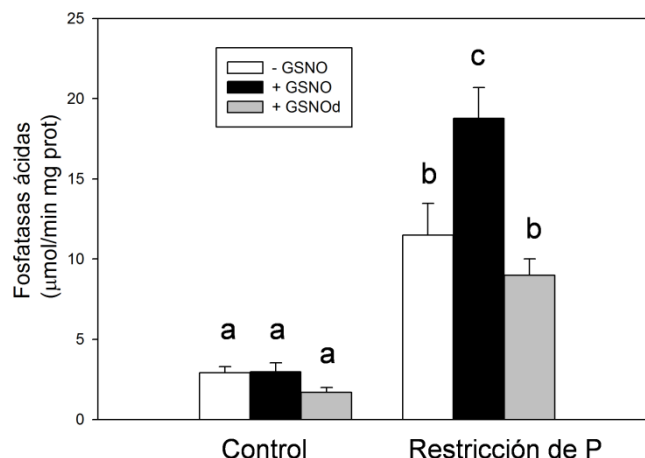 Fosfatasas ácidas
(µmol/min mg prot)
25
20
15
10
5
0
- GSNO
+ GSNO
+ GSNOd
a
a
a
b
c
b
Control
Restricción de P